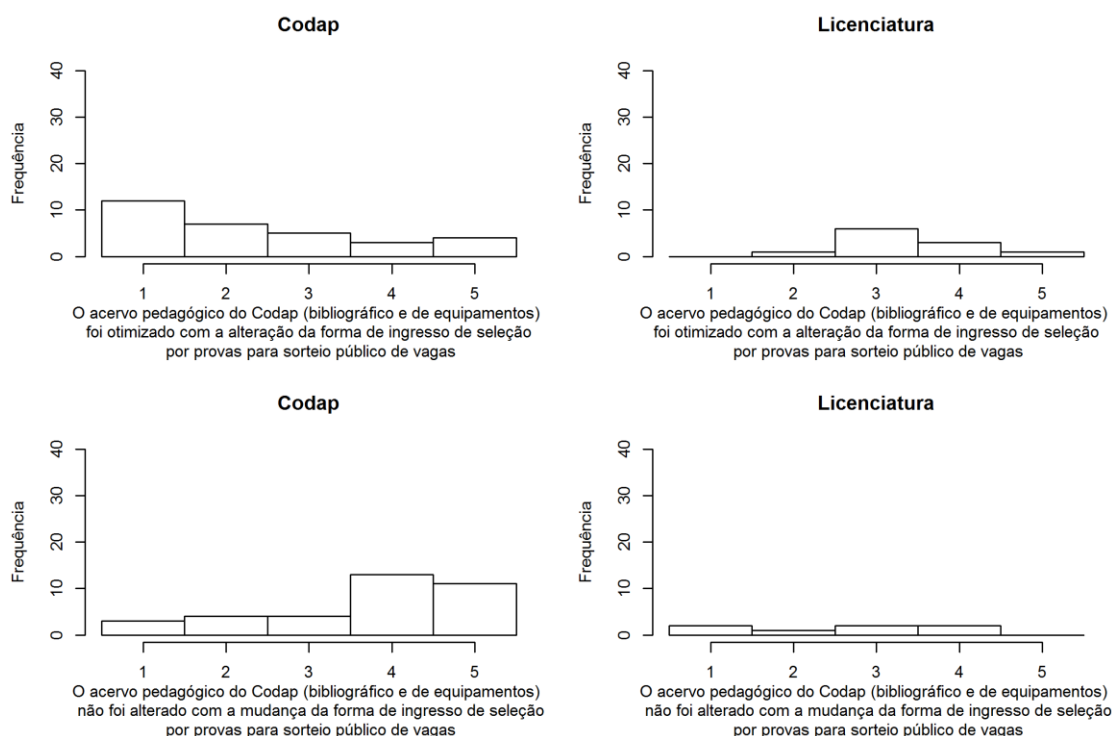 Codap
Frequência
40
30
20
10
0
1 2 3 4 5
O acervo pedagógico do Codap (bibliográfico e de equipamentos)
foi otimizado com a alteração da forma de ingresso de seleção
por provas para sorteio público de vagas
Licenciatura
Frequência
40
30
20
10
0
1 2 3 4 5
O acervo pedagógico do Codap (bibliográfico e de equipamentos)
foi otimizado com a alteração da forma de ingresso de seleção
por provas para sorteio público de vagas
Codap
Frequência
40
30
20
10
0
1 2 3 4 5
O acervo pedagógico do Codap (bibliográfico e de equipamentos)
não foi alterado com a mudança da forma de ingresso de seleção
por provas para sorteio público de vagas
Licenciatura
Frequência
40
30
20
10
0
1 2 3 4 5
O acervo pedagógico do Codap (bibliográfico e de equipamentos)
não foi alterado com a mudança da forma de ingresso de seleção
por provas para sorteio público de vagas